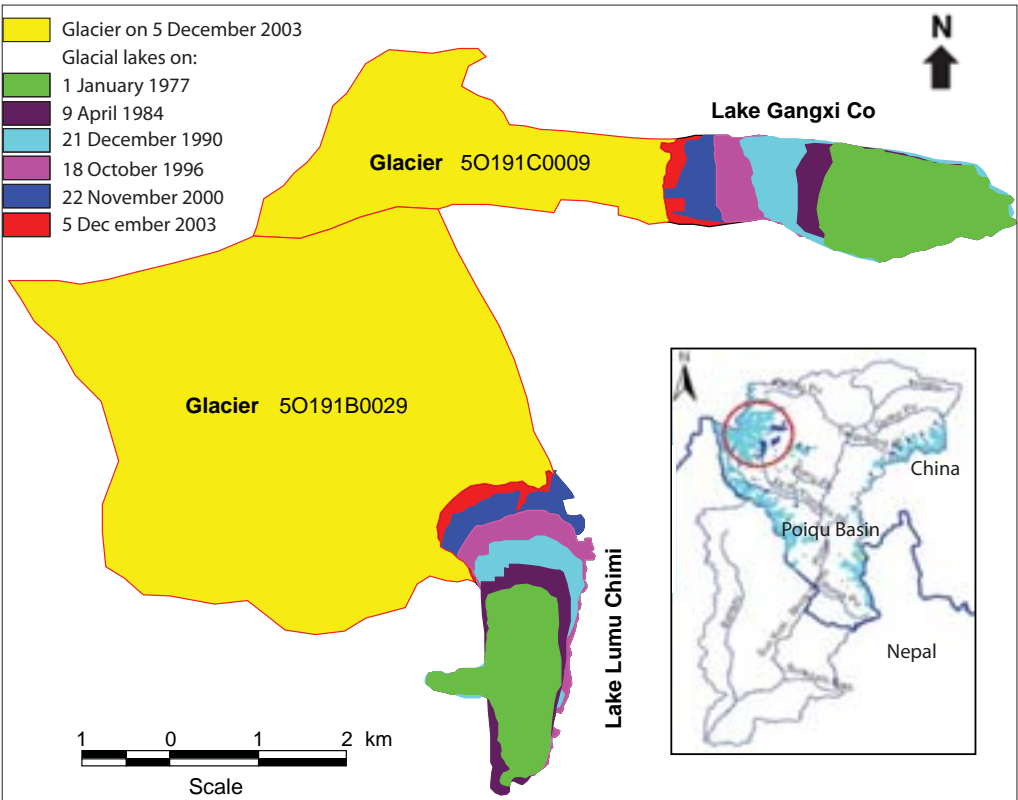 Glacier on 5 December 2003
Glacial lakes on:
1 January 1977
9 April 1984
21 December 1990
18 October 1996
22 November 2000
5 Dec ember 2003
N
Lake Gangxi Co
Glacier 5O191C0009
Glacier 5O191B0029
Lake Lumu Chimi
N
China
Poiqu Basin
Nepal
1 0 1 2 km
Scale